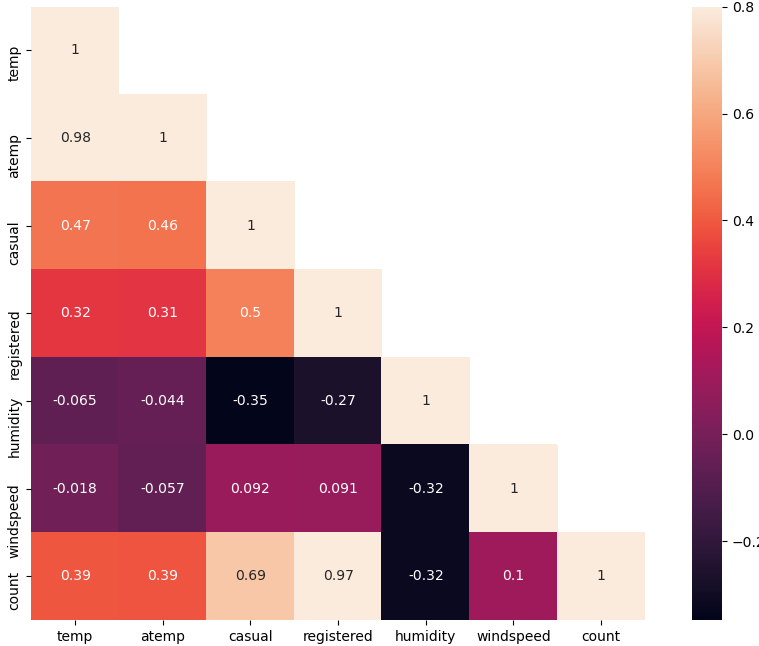 temp 1
atemp 0.98 1
casual 0.47 0.46 1
registered 0.32 0.31 0.5 1
humidity -0.065 -0.044 -0.35 -0.27 1
windspeed -0.018 -0.057 0.092 0.091 -0.32 1
count 0.39 0.39 0.69 0.97 -0.32 0.1 1
temp atemp casual registered humidity windspeed count
0.8
0.6
0.4
0.2
0.0
−0.2